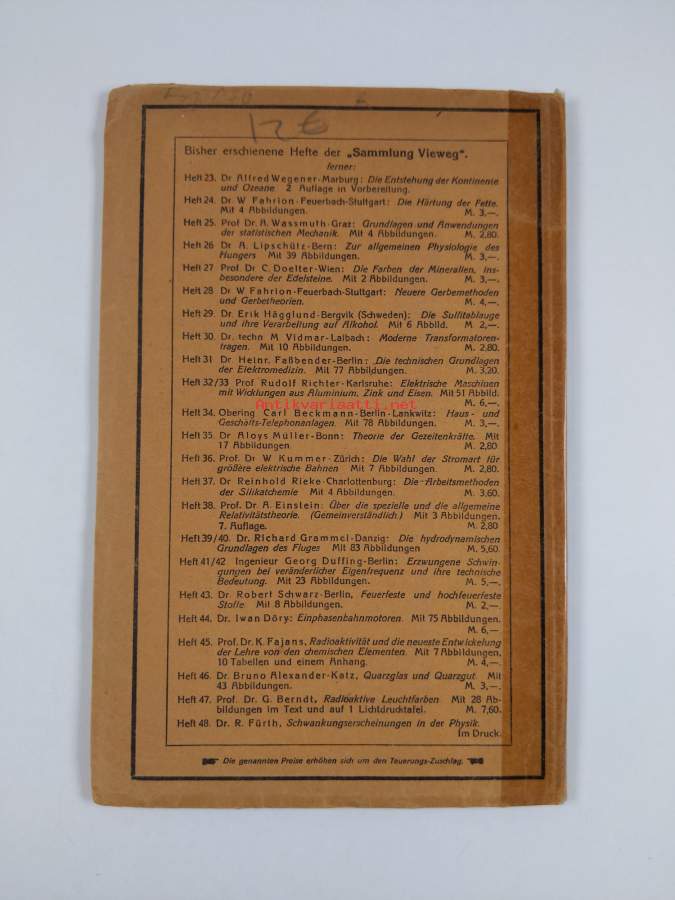 12€
Bisher erschienene Hefte der „Sammlung Vieweg“.
ferner:
Heft 23. Dr Alfred Wegener-Marburg: Die Entstehung der Kontinente
und Ozeane 2 Auflage in Vorbereitung.
Heft 24. Dr. W Fahrion-Feuerbach-Stuttgart: Die Härtung der Fette.
Mit 4 Abbildungen. M. 3,—.
Heft 25. Prof Dr. A. Wassmuth-Graz: Grundlagen und Anwendungen
der statistischen Mechanik. Mit 4 Abbildungen. M. 2,80.
Heft 26 Dr A. Lipschütz-Bern: Zur allgemeinen Physiologie des
Hungers Mit 39 Abbildungen. M. 3,—.
Heft 27 Prof. Dr C. Doelter-Wien: Die Farben der Mineralien, ins-
besondere der Edelsteine. Mit 2 Abbildungen. M. 3,—.
Heft 28 Dr W Fahrion-Feuerbach-Stuttgart: Neuere Gerbemethoden
und Gerbetheorien. M. 4,—.
Heft 29. Dr. Erik Hägglund-Bergvik (Schweden): Die Sulfitablauge
und ihre Verarbeitung auf Alkohol. Mit 6 Abbild. M 2,—.
Heft 30. Dr. techn M Vidmar-Laibach: Moderne Transformatoren-
fragen. Mit 10 Abbildungen. M. 2,80.
Heft 31 Dr. Heinr. Faßbender-Berlin: Die technischen Grundlagen
der Elektromedizin. Mit 77 Abbildungen. M. 3,20.
Heft 32/33 Prof Rudolf Richter-Karlsruhe: Elektrische Maschinen
mit Wicklungen aus Aluminium, Zink und Eisen. Mit 51 Abbild.
M. 6,—.
Antikvariaatti.net
Heft 34. Obering Carl Beckmann-Berlin-Lankwitz: Haus- und
Geschäfts-Telephonanlagen. Mit 78 Abbildungen. M. 3,—.
Heft 35. Dr Aloys Müller-Bonn: Theorie der Gezeitenkräfte. Mit
17 Abbildungen M. 2,80
Heft 36. Prof. Dr W Kummer-Zürich: Die Wahl der Stromart für
größere elektrische Bahnen Mit 7 Abbildungen. M. 2,80.
Heft 37. Dr Reinhold Rieke-Charlottenburg: Die Arbeitsmethoden
der Silikatchemie Mit 4 Abbildungen. M. 3,60.
Heft 38. Prof. Dr. A. Einstein: Über die spezielle und die allgemeine
Relativitätstheorie. (Gemeinverständlich.) Mit 3 Abbildungen.
7. Auflage. M. 2,80
Heft 39/40. Dr. Richard Grammel-Danzig: Die hydrodynamischen
Grundlagen des Fluges Mit 83 Abbildungen M. 5,60.
Heft 41/42 Ingenieur Georg Duffing-Berlin: Erzwungene Schwin-
gungen bei veränderlicher Eigenfrequenz und ihre technische
Bedeutung. Mit 23 Abbildungen. M. 5,—.
Heft 43. Dr. Robert Schwarz-Berlin, Feuerfeste und hochfeuerfeste
Stoffe Mit 8 Abbildungen. M. 2,—.
Heft 44. Dr. Iwan Döry: Einphasenbahnmotoren. Mit 75 Abbildungen.
M. 6,—
Heft 45. Prof. Dr. K. Fajans, Radioaktivität und die neueste Entwickelung
der Lehre von den chemischen Elementen. Mit 7 Abbildungen,
10 Tabellen und einem Anhang. M. 4,—.
Heft 46. Dr. Bruno Alexander-Katz, Quarzglas und Quarzgut. Mit
43 Abbildungen. M. 3,—.
Heft 47. Prof. Dr. G. Berndt, Radioaktive Leuchtfarben Mit 28 Ab-
bildungen im Text und auf 1 Lichtdrucktafel. M. 7,60.
Heft 48. Dr. R. Fürth, Schwankungserscheinungen in der Physik.
Im Druck.
Die genannten Preise erhöhen sich um den Teuerungs-Zuschlag.